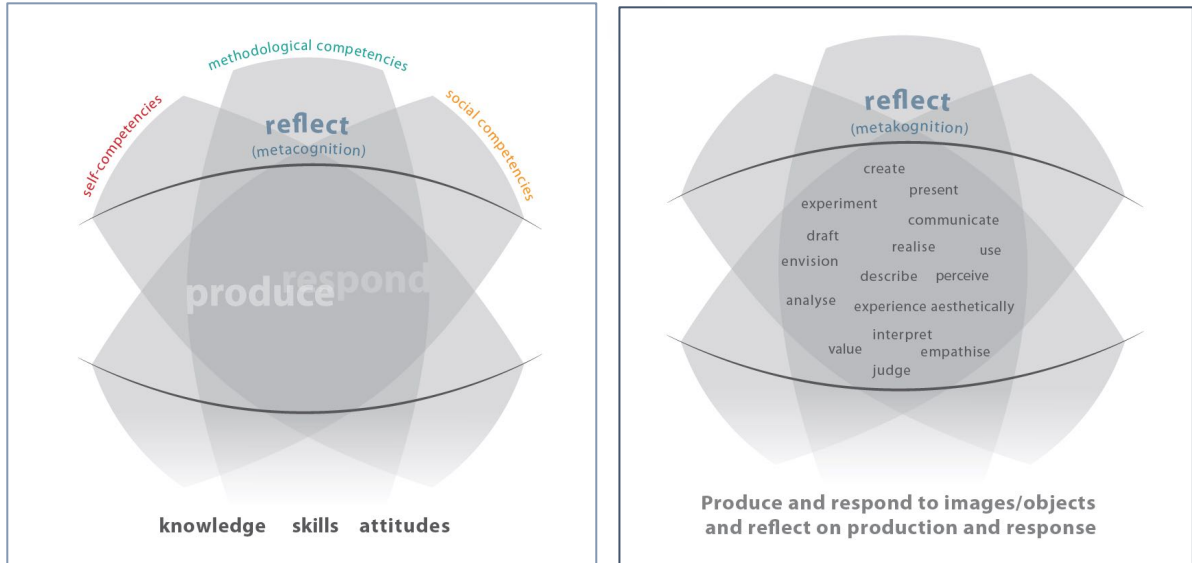 methodological competencies
self-competencies
social competencies
reflect
(metacognition)
produce respond
knowledge skills attitudes
reflect
(metakognition)
create
present
experiment
communicate
draft
realise
use
envision
describe
perceive
analyse
experience aesthetically
interpret
value
empathise
judge
Produce and respond to images/objects
and reflect on production and response